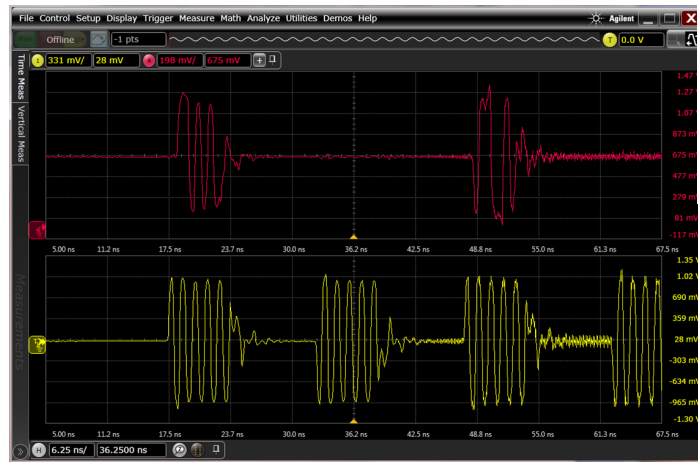 File Control Setup Display Trigger Measure Math Analyze Utilities Demos Help Agilent
Offline -1 pts T 0.0 V
1 331 mV/ 28 mV 4 198 mV/ 675 mV +
Time Meas
Vertical Meas
Measurements
1.47 V
1.27 V
1.07 V
873 mV
675 mV
477 mV
279 mV
81 mV
-117 mV
5.00 ns 11.2 ns 17.5 ns 23.7 ns 30.0 ns 36.2 ns 42.5 ns 48.8 ns 55.0 ns 61.3 ns 67.5 ns
1.35 V
1.02 V
690 mV
359 mV
28 mV
-303 mV
-634 mV
-965 mV
-1.30 V
5.00 ns 11.2 ns 17.5 ns 23.7 ns 30.0 ns 36.2 ns 42.5 ns 48.8 ns 55.0 ns 61.3 ns 67.5 ns
H 6.25 ns/ 36.2500 ns